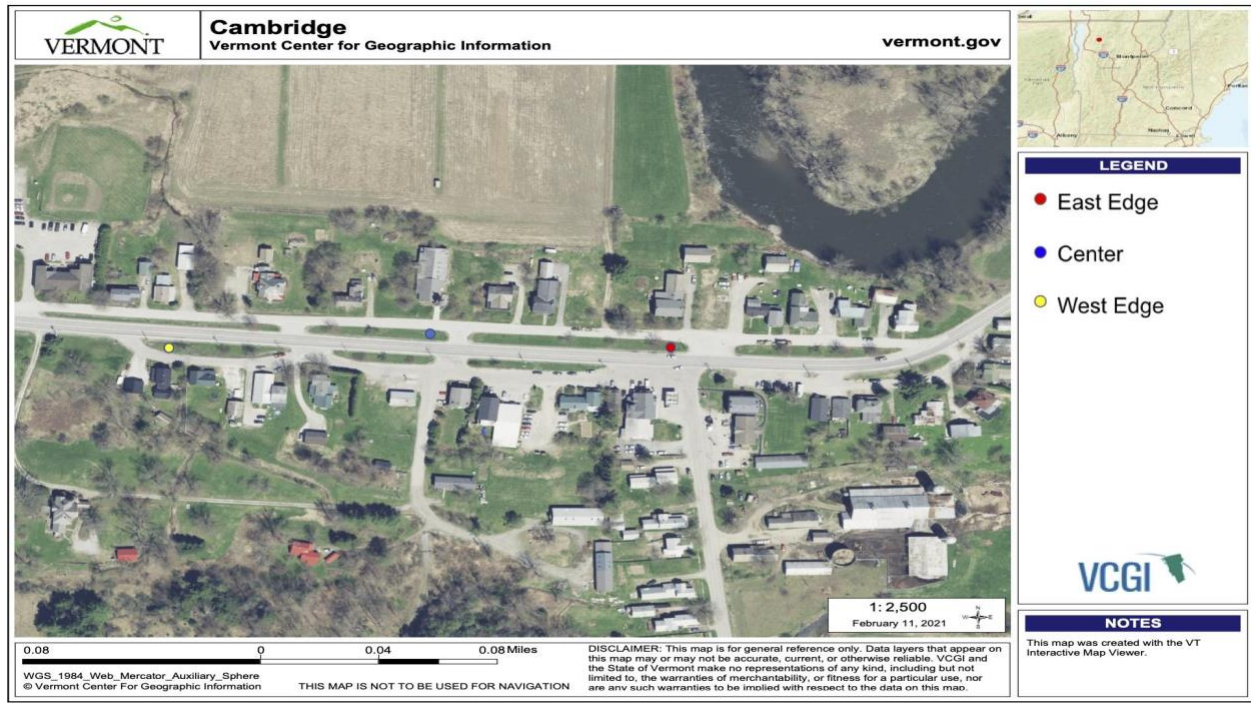 VERMONT
Cambridge
Vermont Center for Geographic Information
vermont.gov
Montpelier
Concord
Nashua
Albany
LEGEND
East Edge
Center
West Edge
VCGI
1: 2,500
February 11, 2021
N
W
E
S
NOTES
This map was created with the VT
Interactive Map Viewer.
0.08
0
0.04
0.08 Miles
WGS_1984_Web_Mercator_Auxiliary_Sphere
© Vermont Center For Geographic Information
THIS MAP IS NOT TO BE USED FOR NAVIGATION
DISCLAIMER: This map is for general reference only. Data layers that appear on
this map may or may not be accurate, current, or otherwise reliable. VCGI and
the State of Vermont make no representations of any kind, including but not
limited to, the warranties of merchantability, or fitness for a particular use, nor
are any such warranties to be implied with respect to the data on this map.